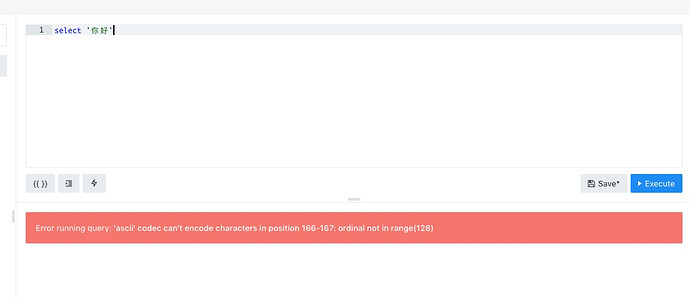 1 select '你好'
{{ }}
Save*
Execute
Error running query: 'ascii' codec can't encode characters in position 166-167: ordinal not in range(128)